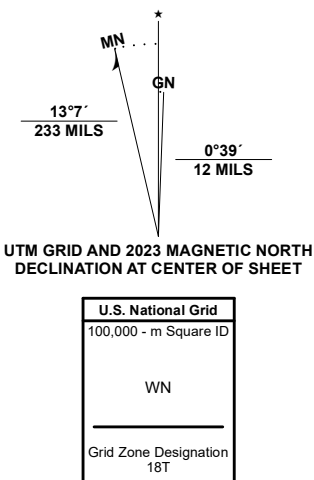 ★
MN
GN
13°7´
233 MILS
0°39´
12 MILS
UTM GRID AND 2023 MAGNETIC NORTH
DECLINATION AT CENTER OF SHEET
U.S. National Grid
100,000 - m Square ID
WN
Grid Zone Designation
18T